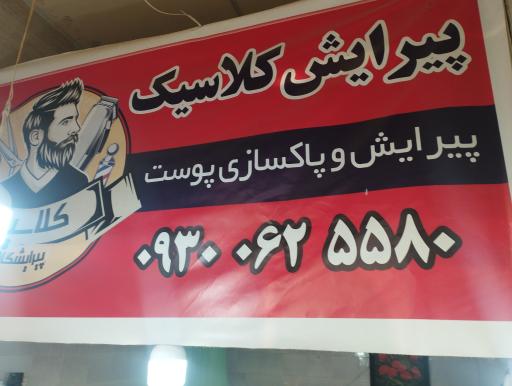 پیرایش کلاسیک
پیرایش و پاکسازی پوست
۰۹۳۰ ۰۶۲ ۵۵۸۰